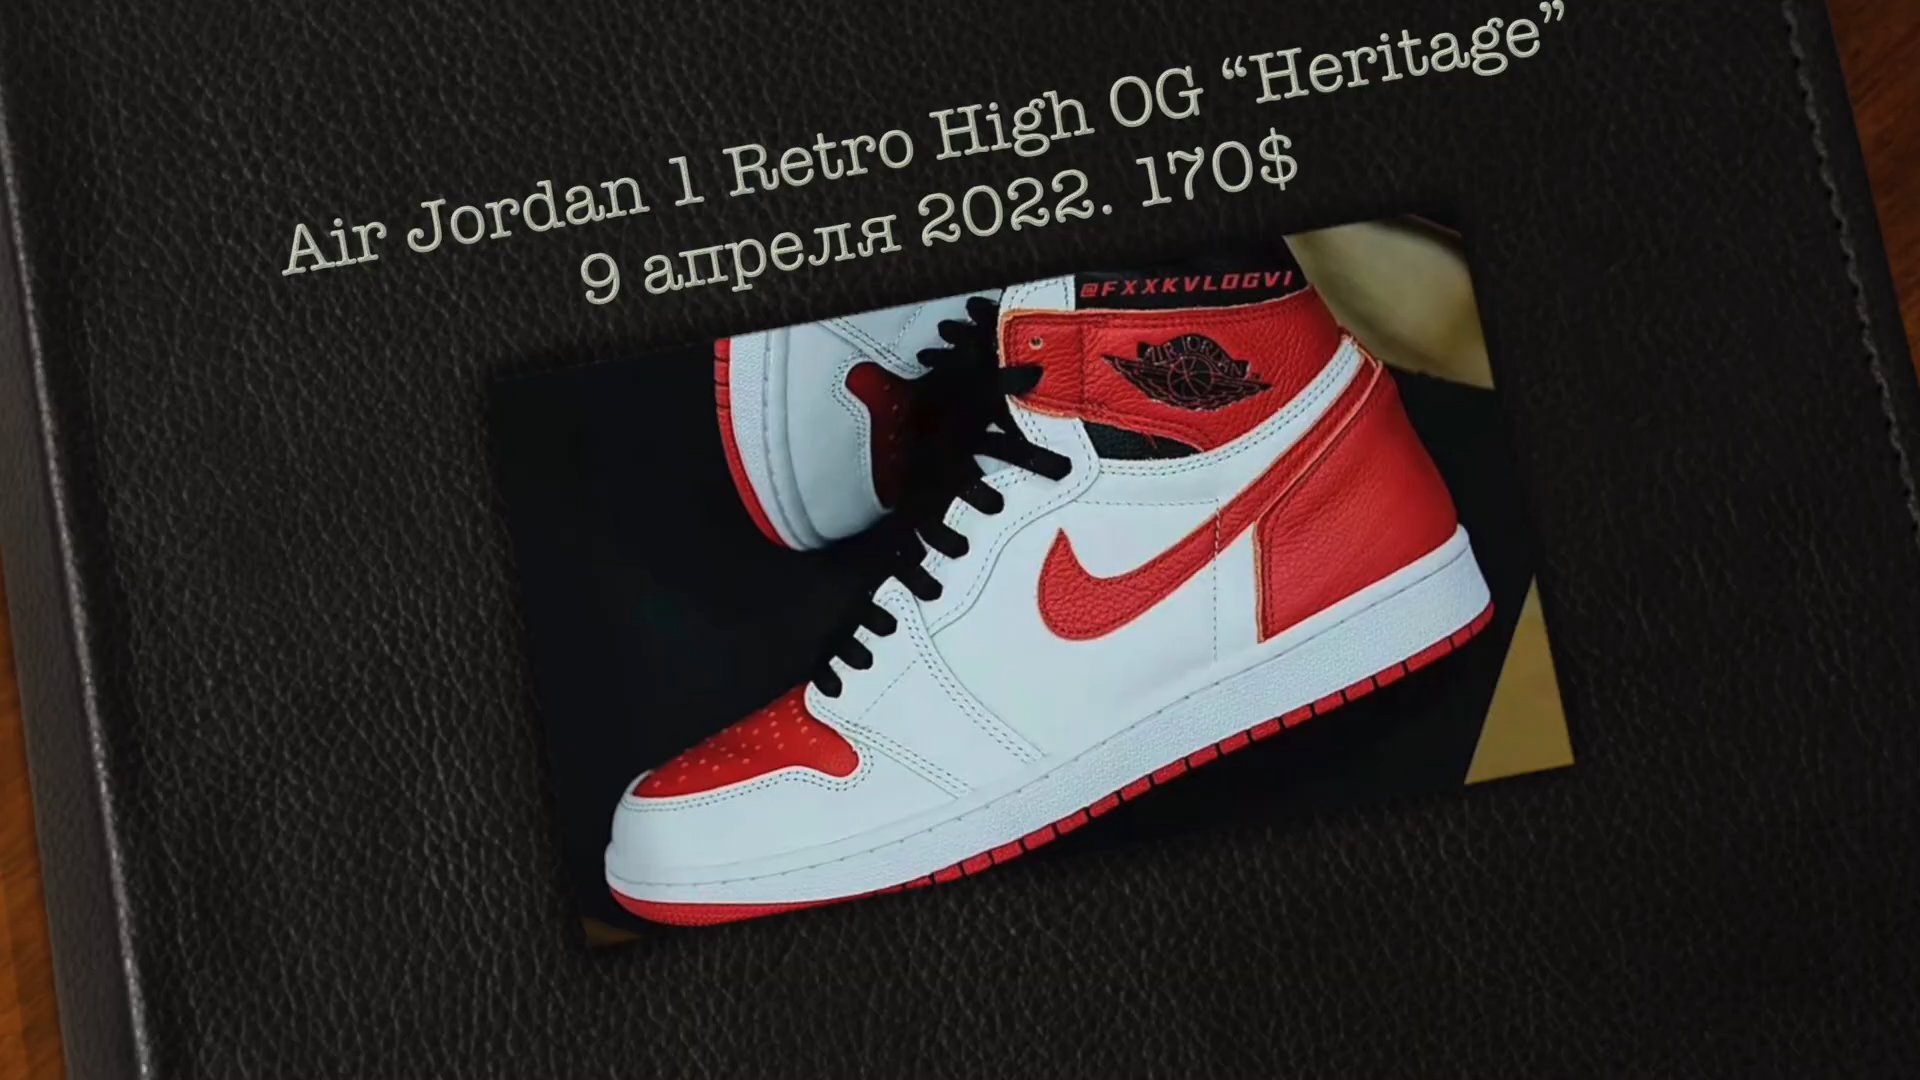 Air Jordan 1 Retro High OG “Heritage”
9 апреля 2022. 170$
@FXXKVLOGVI
AIR JORDAN